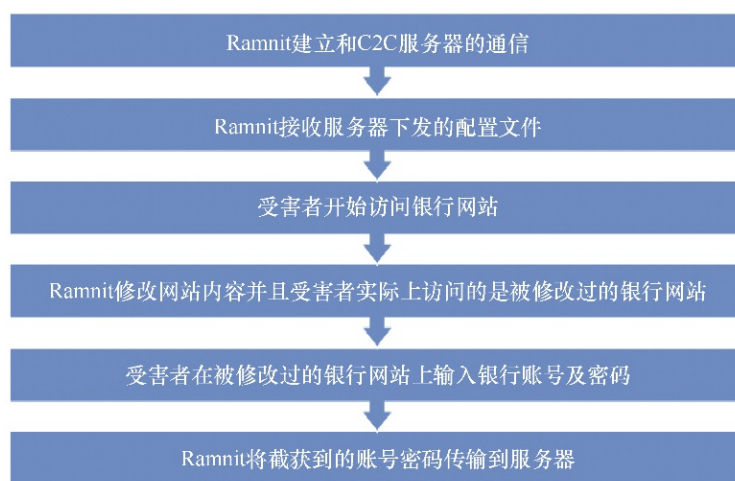 Ramnit建立和C2C服务器的通信
Ramnit接收服务器下发的配置文件
受害者开始访问银行网站
Ramnit修改网站内容并且受害者实际上访问的是被修改过的银行网站
受害者在被修改过的银行网站上输入银行账号及密码
Ramnit将截获到的账号密码传输到服务器